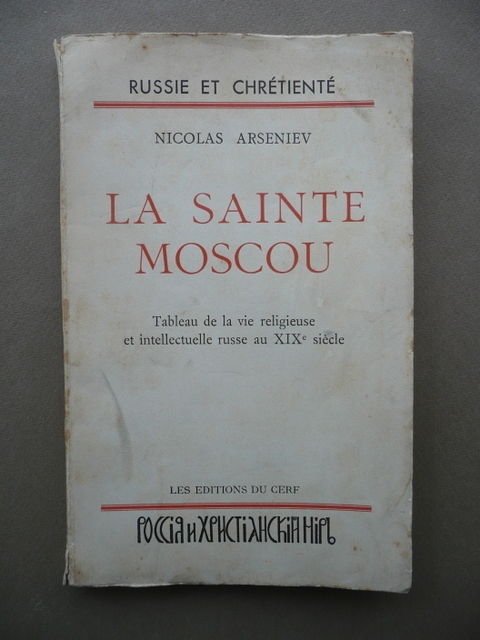 RUSSIE ET CHRÉTIENTÉ
NICOLAS ARSENIEV
LA SAINTE
MOSCOU
Tableau de la vie religieuse
et intellectuelle russe au XIXe siècle
LES EDITIONS DU CERF
РОССІЯ И ХРИСТІАНСКІЙ МІРЪ